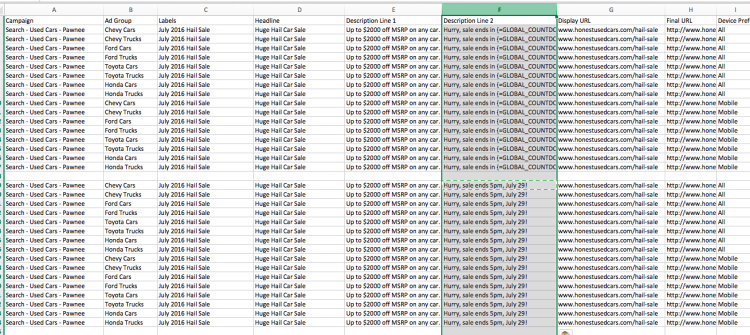 A B C D E F G H I
Campaign Ad Group Labels Headline Description Line 1 Description Line 2 Display URL Final URL Device Pref
Search - Used Cars - Pawnee Chevy Cars July 2016 Hail Sale Huge Hail Car Sale Up to $2000 off MSRP on any car. Hurry, sale ends in {=GLOBAL_COUNTDO www.honestusedcars.com/hail-sale http://www.hone All
Search - Used Cars - Pawnee Chevy Trucks July 2016 Hail Sale Huge Hail Car Sale Up to $2000 off MSRP on any car. Hurry, sale ends in {=GLOBAL_COUNTDO www.honestusedcars.com/hail-sale http://www.hone All
Search - Used Cars - Pawnee Ford Cars July 2016 Hail Sale Huge Hail Car Sale Up to $2000 off MSRP on any car. Hurry, sale ends in {=GLOBAL_COUNTDO www.honestusedcars.com/hail-sale http://www.hone All
Search - Used Cars - Pawnee Ford Trucks July 2016 Hail Sale Huge Hail Car Sale Up to $2000 off MSRP on any car. Hurry, sale ends in {=GLOBAL_COUNTDO www.honestusedcars.com/hail-sale http://www.hone All
Search - Used Cars - Pawnee Toyota Cars July 2016 Hail Sale Huge Hail Car Sale Up to $2000 off MSRP on any car. Hurry, sale ends in {=GLOBAL_COUNTDO www.honestusedcars.com/hail-sale http://www.hone All
Search - Used Cars - Pawnee Toyota Trucks July 2016 Hail Sale Huge Hail Car Sale Up to $2000 off MSRP on any car. Hurry, sale ends in {=GLOBAL_COUNTDO www.honestusedcars.com/hail-sale http://www.hone All
Search - Used Cars - Pawnee Honda Cars July 2016 Hail Sale Huge Hail Car Sale Up to $2000 off MSRP on any car. Hurry, sale ends in {=GLOBAL_COUNTDO www.honestusedcars.com/hail-sale http://www.hone All
Search - Used Cars - Pawnee Honda Trucks July 2016 Hail Sale Huge Hail Car Sale Up to $2000 off MSRP on any car. Hurry, sale ends in {=GLOBAL_COUNTDO www.honestusedcars.com/hail-sale http://www.hone All
Search - Used Cars - Pawnee Chevy Cars July 2016 Hail Sale Huge Hail Car Sale Up to $2000 off MSRP on any car. Hurry, sale ends in {=GLOBAL_COUNTDO www.honestusedcars.com/hail-sale http://www.hone Mobile
Search - Used Cars - Pawnee Chevy Trucks July 2016 Hail Sale Huge Hail Car Sale Up to $2000 off MSRP on any car. Hurry, sale ends in {=GLOBAL_COUNTDO www.honestusedcars.com/hail-sale http://www.hone Mobile
Search - Used Cars - Pawnee Ford Cars July 2016 Hail Sale Huge Hail Car Sale Up to $2000 off MSRP on any car. Hurry, sale ends in {=GLOBAL_COUNTDO www.honestusedcars.com/hail-sale http://www.hone Mobile
Search - Used Cars - Pawnee Ford Trucks July 2016 Hail Sale Huge Hail Car Sale Up to $2000 off MSRP on any car. Hurry, sale ends in {=GLOBAL_COUNTDO www.honestusedcars.com/hail-sale http://www.hone Mobile
Search - Used Cars - Pawnee Toyota Cars July 2016 Hail Sale Huge Hail Car Sale Up to $2000 off MSRP on any car. Hurry, sale ends in {=GLOBAL_COUNTDO www.honestusedcars.com/hail-sale http://www.hone Mobile
Search - Used Cars - Pawnee Toyota Trucks July 2016 Hail Sale Huge Hail Car Sale Up to $2000 off MSRP on any car. Hurry, sale ends in {=GLOBAL_COUNTDO www.honestusedcars.com/hail-sale http://www.hone Mobile
Search - Used Cars - Pawnee Honda Cars July 2016 Hail Sale Huge Hail Car Sale Up to $2000 off MSRP on any car. Hurry, sale ends in {=GLOBAL_COUNTDO www.honestusedcars.com/hail-sale http://www.hone Mobile
Search - Used Cars - Pawnee Honda Trucks July 2016 Hail Sale Huge Hail Car Sale Up to $2000 off MSRP on any car. Hurry, sale ends in {=GLOBAL_COUNTDO www.honestusedcars.com/hail-sale http://www.hone Mobile
Search - Used Cars - Pawnee Chevy Cars July 2016 Hail Sale Huge Hail Car Sale Up to $2000 off MSRP on any car. Hurry, sale ends 5pm, July 29! www.honestusedcars.com/hail-sale http://www.hone All
Search - Used Cars - Pawnee Chevy Trucks July 2016 Hail Sale Huge Hail Car Sale Up to $2000 off MSRP on any car. Hurry, sale ends 5pm, July 29! www.honestusedcars.com/hail-sale http://www.hone All
Search - Used Cars - Pawnee Ford Cars July 2016 Hail Sale Huge Hail Car Sale Up to $2000 off MSRP on any car. Hurry, sale ends 5pm, July 29! www.honestusedcars.com/hail-sale http://www.hone All
Search - Used Cars - Pawnee Ford Trucks July 2016 Hail Sale Huge Hail Car Sale Up to $2000 off MSRP on any car. Hurry, sale ends 5pm, July 29! www.honestusedcars.com/hail-sale http://www.hone All
Search - Used Cars - Pawnee Toyota Cars July 2016 Hail Sale Huge Hail Car Sale Up to $2000 off MSRP on any car. Hurry, sale ends 5pm, July 29! www.honestusedcars.com/hail-sale http://www.hone All
Search - Used Cars - Pawnee Toyota Trucks July 2016 Hail Sale Huge Hail Car Sale Up to $2000 off MSRP on any car. Hurry, sale ends 5pm, July 29! www.honestusedcars.com/hail-sale http://www.hone All
Search - Used Cars - Pawnee Honda Cars July 2016 Hail Sale Huge Hail Car Sale Up to $2000 off MSRP on any car. Hurry, sale ends 5pm, July 29! www.honestusedcars.com/hail-sale http://www.hone All
Search - Used Cars - Pawnee Honda Trucks July 2016 Hail Sale Huge Hail Car Sale Up to $2000 off MSRP on any car. Hurry, sale ends 5pm, July 29! www.honestusedcars.com/hail-sale http://www.hone All
Search - Used Cars - Pawnee Chevy Cars July 2016 Hail Sale Huge Hail Car Sale Up to $2000 off MSRP on any car. Hurry, sale ends 5pm, July 29! www.honestusedcars.com/hail-sale http://www.hone Mobile
Search - Used Cars - Pawnee Chevy Trucks July 2016 Hail Sale Huge Hail Car Sale Up to $2000 off MSRP on any car. Hurry, sale ends 5pm, July 29! www.honestusedcars.com/hail-sale http://www.hone Mobile
Search - Used Cars - Pawnee Ford Cars July 2016 Hail Sale Huge Hail Car Sale Up to $2000 off MSRP on any car. Hurry, sale ends 5pm, July 29! www.honestusedcars.com/hail-sale http://www.hone Mobile
Search - Used Cars - Pawnee Ford Trucks July 2016 Hail Sale Huge Hail Car Sale Up to $2000 off MSRP on any car. Hurry, sale ends 5pm, July 29! www.honestusedcars.com/hail-sale http://www.hone Mobile
Search - Used Cars - Pawnee Toyota Cars July 2016 Hail Sale Huge Hail Car Sale Up to $2000 off MSRP on any car. Hurry, sale ends 5pm, July 29! www.honestusedcars.com/hail-sale http://www.hone Mobile
Search - Used Cars - Pawnee Toyota Trucks July 2016 Hail Sale Huge Hail Car Sale Up to $2000 off MSRP on any car. Hurry, sale ends 5pm, July 29! www.honestusedcars.com/hail-sale http://www.hone Mobile
Search - Used Cars - Pawnee Honda Cars July 2016 Hail Sale Huge Hail Car Sale Up to $2000 off MSRP on any car. Hurry, sale ends 5pm, July 29! www.honestusedcars.com/hail-sale http://www.hone Mobile
Search - Used Cars - Pawnee Honda Trucks July 2016 Hail Sale Huge Hail Car Sale Up to $2000 off MSRP on any car. Hurry, sale ends 5pm, July 29! www.honestusedcars.com/hail-sale http://www.hone Mobile